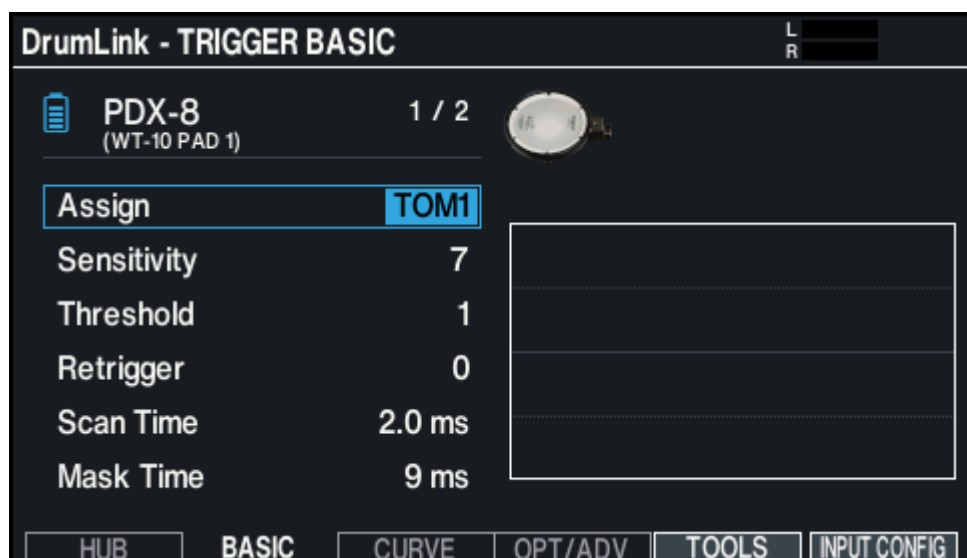 DrumLink - TRIGGER BASIC
L
R
PDX-8 1 / 2
(WT-10 PAD 1)
Assign TOM1
Sensitivity 7
Threshold 1
Retrigger 0
Scan Time 2.0 ms
Mask Time 9 ms
HUB BASIC CURVE OPT/ADV TOOLS INPUT CONFIG